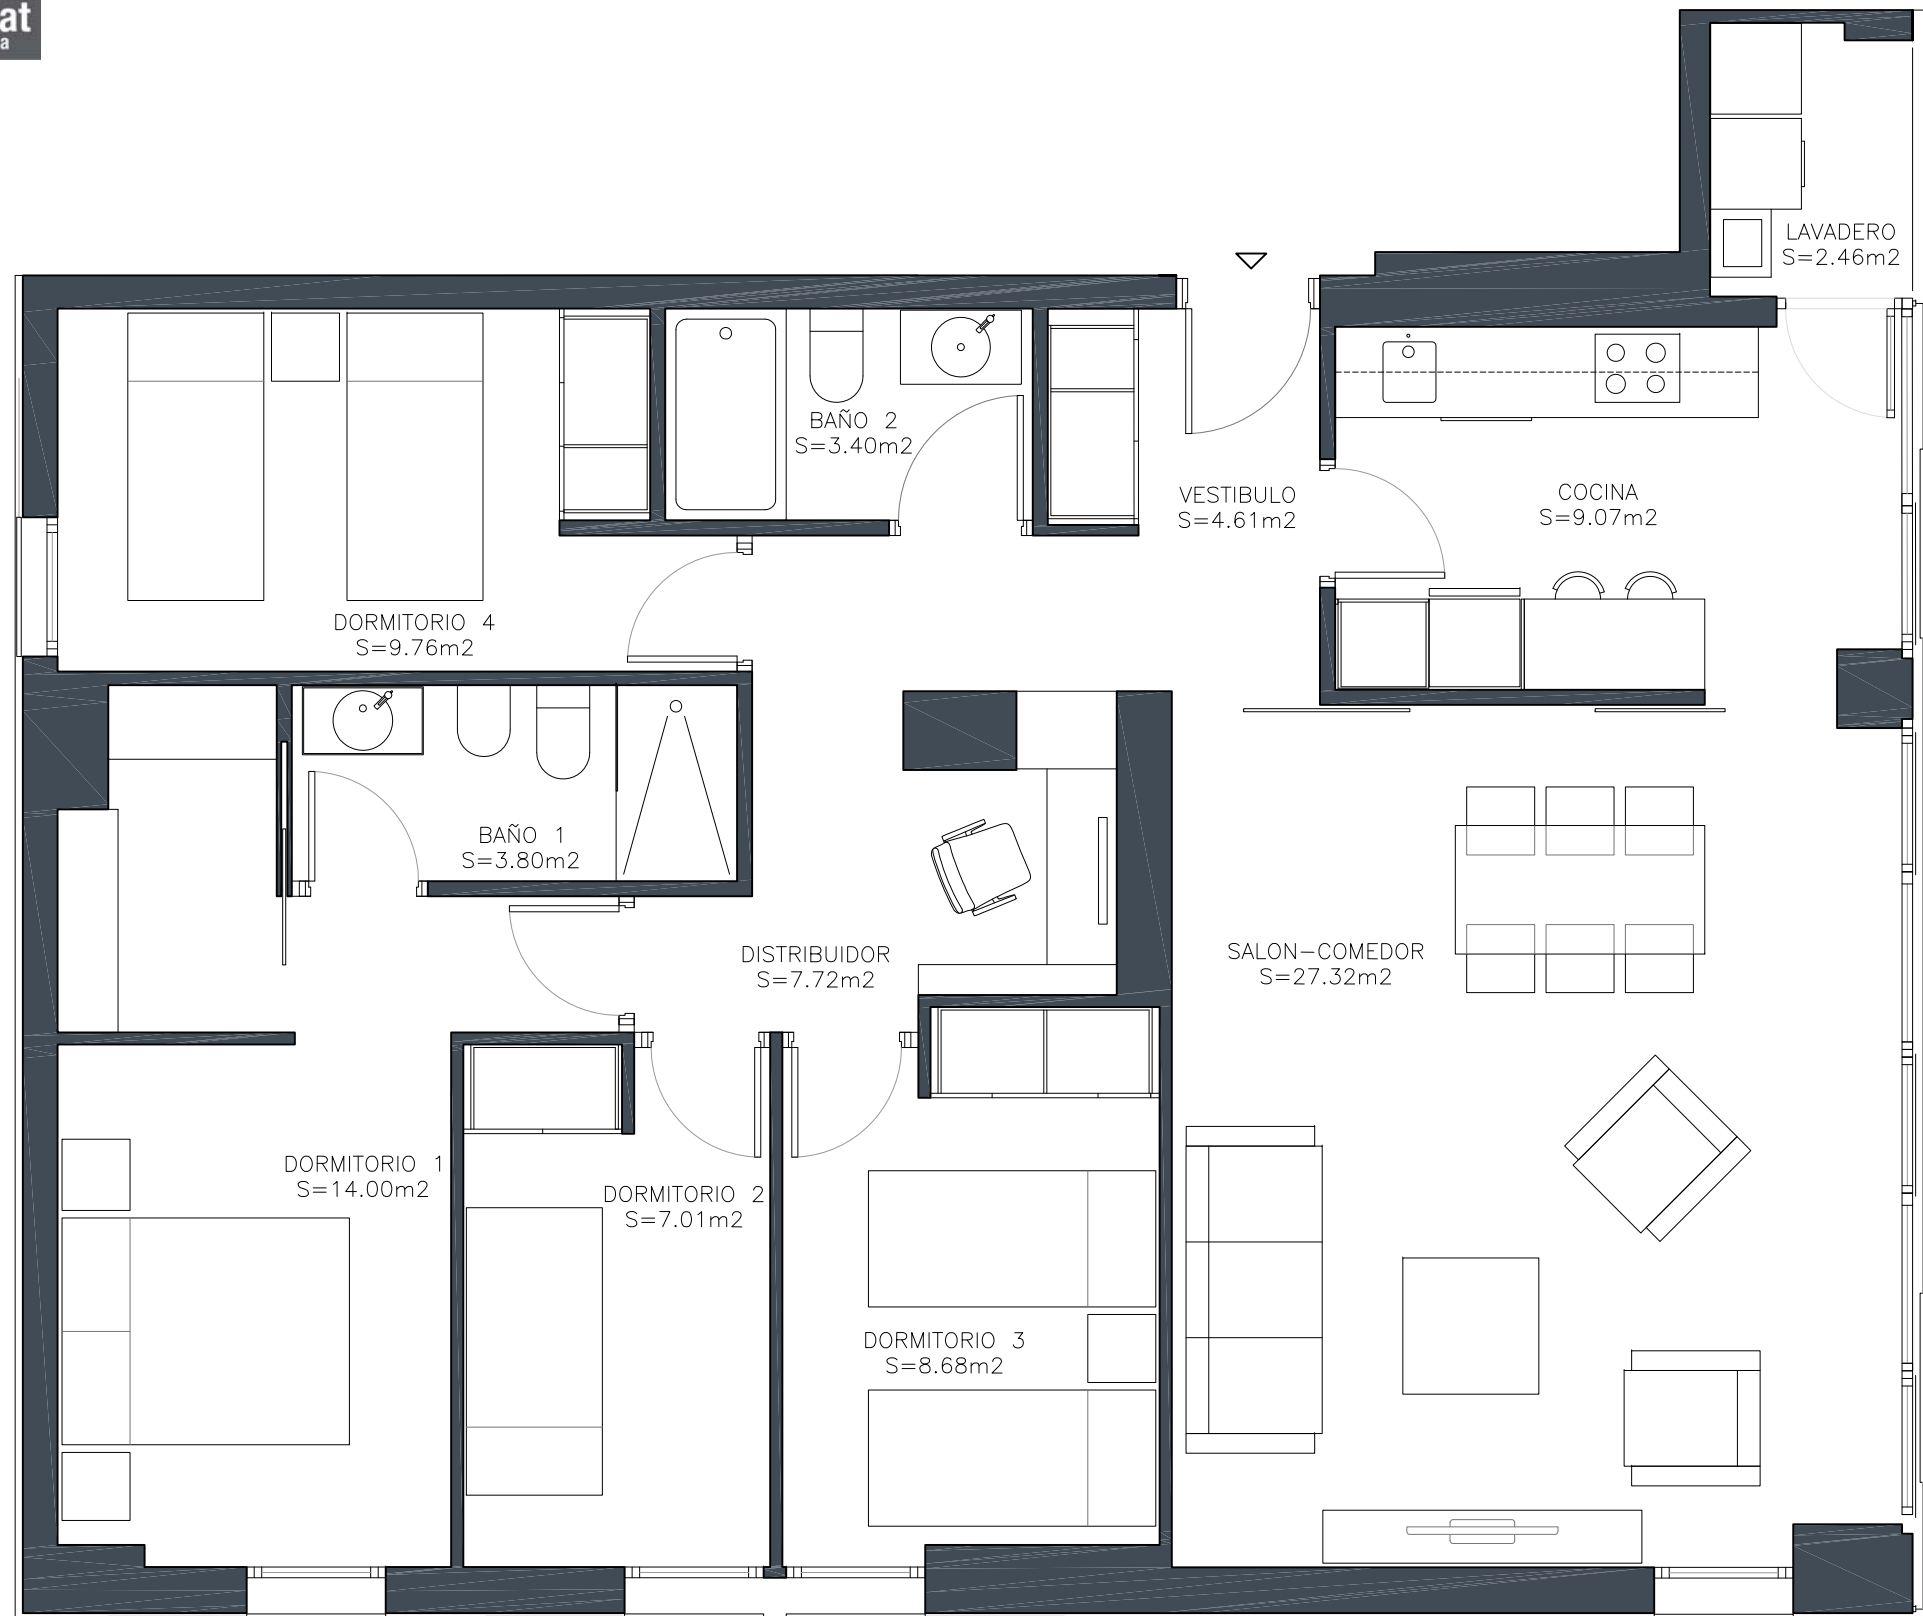 at
a
LAVADERO
S=2.46m2
BAÑO 2
S=3.40m2
VESTIBULO
S=4.61m2
COCINA
S=9.07m2
DORMITORIO 4
S=9.76m2
BAÑO 1
S=3.80m2
DISTRIBUIDOR
S=7.72m2
SALON-COMEDOR
S=27.32m2
DORMITORIO 1
S=14.00m2
DORMITORIO 2
S=7.01m2
DORMITORIO 3
S=8.68m2